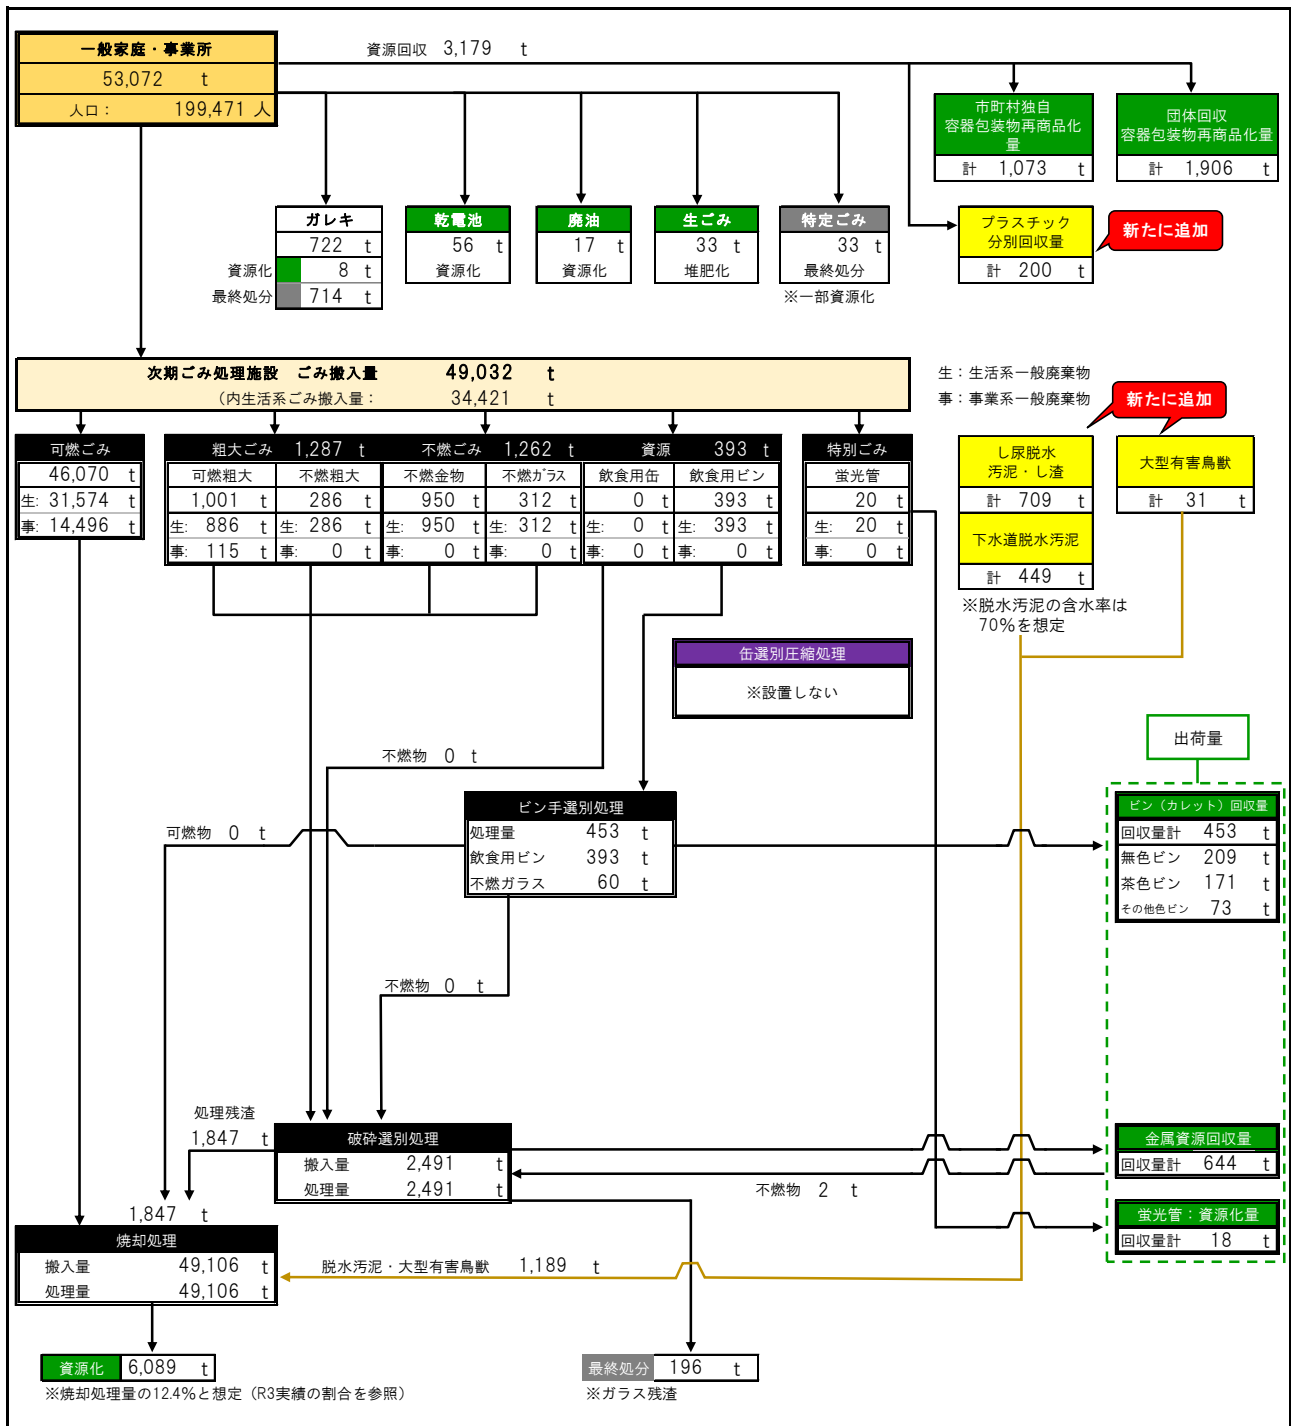 一般家庭・事業所
53,072 t
人口： 199,471 人
資源回収 3,179 t
市町村独自
容器包装物再商品化
量
計 1,073 t
団体回収
容器包装物再商品化量
計 1,906 t
ガレキ
722 t
資源化 8 t
最終処分 714 t
乾電池
56 t
資源化
廃油
17 t
資源化
生ごみ
33 t
堆肥化
特定ごみ
33 t
最終処分
※一部資源化
プラスチック
分別回収量
計 200 t
新たに追加
次期ごみ処理施設 ごみ搬入量 49,032 t
（内生活系ごみ搬入量： 34,421 t
生：生活系一般廃棄物
事：事業系一般廃棄物
新たに追加
可燃ごみ
46,070 t
生: 31,574 t
事: 14,496 t
粗大ごみ 1,287 t 不燃ごみ 1,262 t 資源 393 t
可燃粗大 不燃粗大 不燃金物 不燃ガラス 飲食用缶 飲食用ビン
1,001 t 286 t 950 t 312 t 0 t 393 t
生: 886 t 生: 286 t 生: 950 t 生: 312 t 生: 0 t 生: 393 t
事: 115 t 事: 0 t 事: 0 t 事: 0 t 事: 0 t 事: 0 t
特別ごみ
蛍光管
20 t
生: 20 t
事: 0 t
し尿脱水
汚泥・し渣
計 709 t
下水道脱水汚泥
計 449 t
大型有害鳥獣
計 31 t
※脱水汚泥の含水率は
70%を想定
缶選別圧縮処理
※設置しない
出荷量
不燃物 0 t
ビン手選別処理
処理量 453 t
飲食用ビン 393 t
不燃ガラス 60 t
可燃物 0 t
ビン（カレット）回収量
回収量計 453 t
無色ビン 209 t
茶色ビン 171 t
その他色ビン 73 t
不燃物 0 t
処理残渣
1,847 t
破砕選別処理
搬入量 2,491 t
処理量 2,491 t
金属資源回収量
回収量計 644 t
不燃物 2 t
蛍光管：資源化量
回収量計 18 t
1,847 t
焼却処理
搬入量 49,106 t
処理量 49,106 t
脱水汚泥・大型有害鳥獣 1,189 t
資源化 6,089 t
※焼却処理量の12.4%と想定（R3実績の割合を参照）
最終処分 196 t
※ガラス残渣